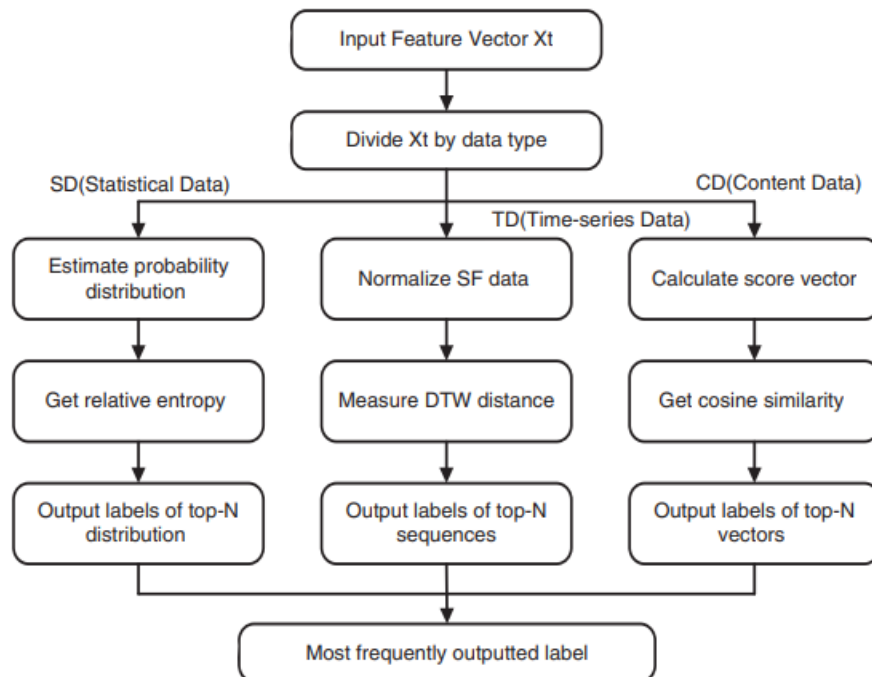 Input Feature Vector Xt
Divide Xt by data type
SD(Statistical Data)
CD(Content Data)
TD(Time-series Data)
Estimate probability
distribution
Normalize SF data
Calculate score vector
Get relative entropy
Measure DTW distance
Get cosine similarity
Output labels of top-N
distribution
Output labels of top-N
sequences
Output labels of top-N
vectors
Most frequently outputted label